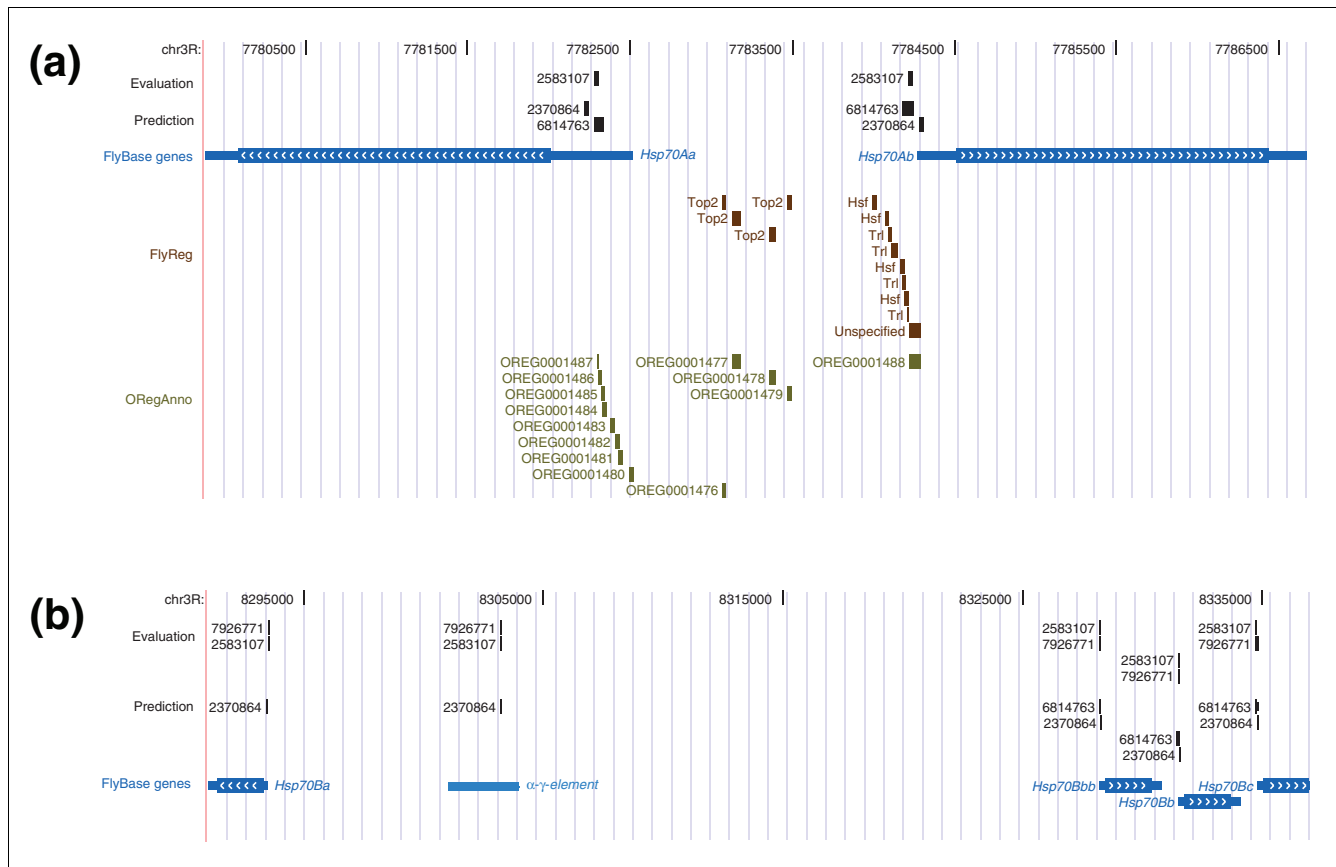 (a)
chr3R: 7780500 7781500 7782500 7783500 7784500 7785500 7786500
Evaluation 2583107 2583107
Prediction 2370864 6814763
6814763 2370864
FlyBase genes <<<<<<<<<<<<<<<<<<<<<<<<<<<<<<<<< Hsp70Aa Hsp70Ab >>>>>>>>>>>>>>>>>>>>>>>>>>>>>>>>>
Top2 Top2 Hsf
Top2 Hsf
Top2 Trl
FlyReg Trl
Hsf
Trl
Hsf
Trl
Unspecified
OREG0001487 OREG0001477 OREG0001488
OREG0001486 OREG0001478
OREG0001485 OREG0001479
ORegAnno OREG0001484
OREG0001483
OREG0001482
OREG0001481
OREG0001480
OREG0001476
(b)
chr3R: 8295000 8305000 8315000 8325000 8335000
Evaluation 7926771 7926771 2583107 2583107
2583107 2583107 7926771 7926771
2583107
7926771
Prediction 2370864 2370864 6814763 6814763
2370864 2370864
6814763
2370864
FlyBase genes <<<<< Hsp70Ba α-γ-element Hsp70Bbb >>>>> Hsp70Bc >>>>>
Hsp70Bb >>>>>